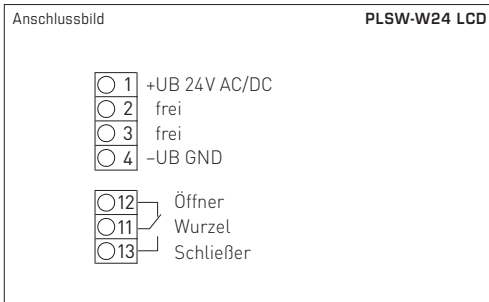 Anschlussbild PLSW-W24 LCD
1 +UB 24V AC/DC
2 frei
3 frei
4 –UB GND
12 Öffner
11 Wurzel
13 Schließer